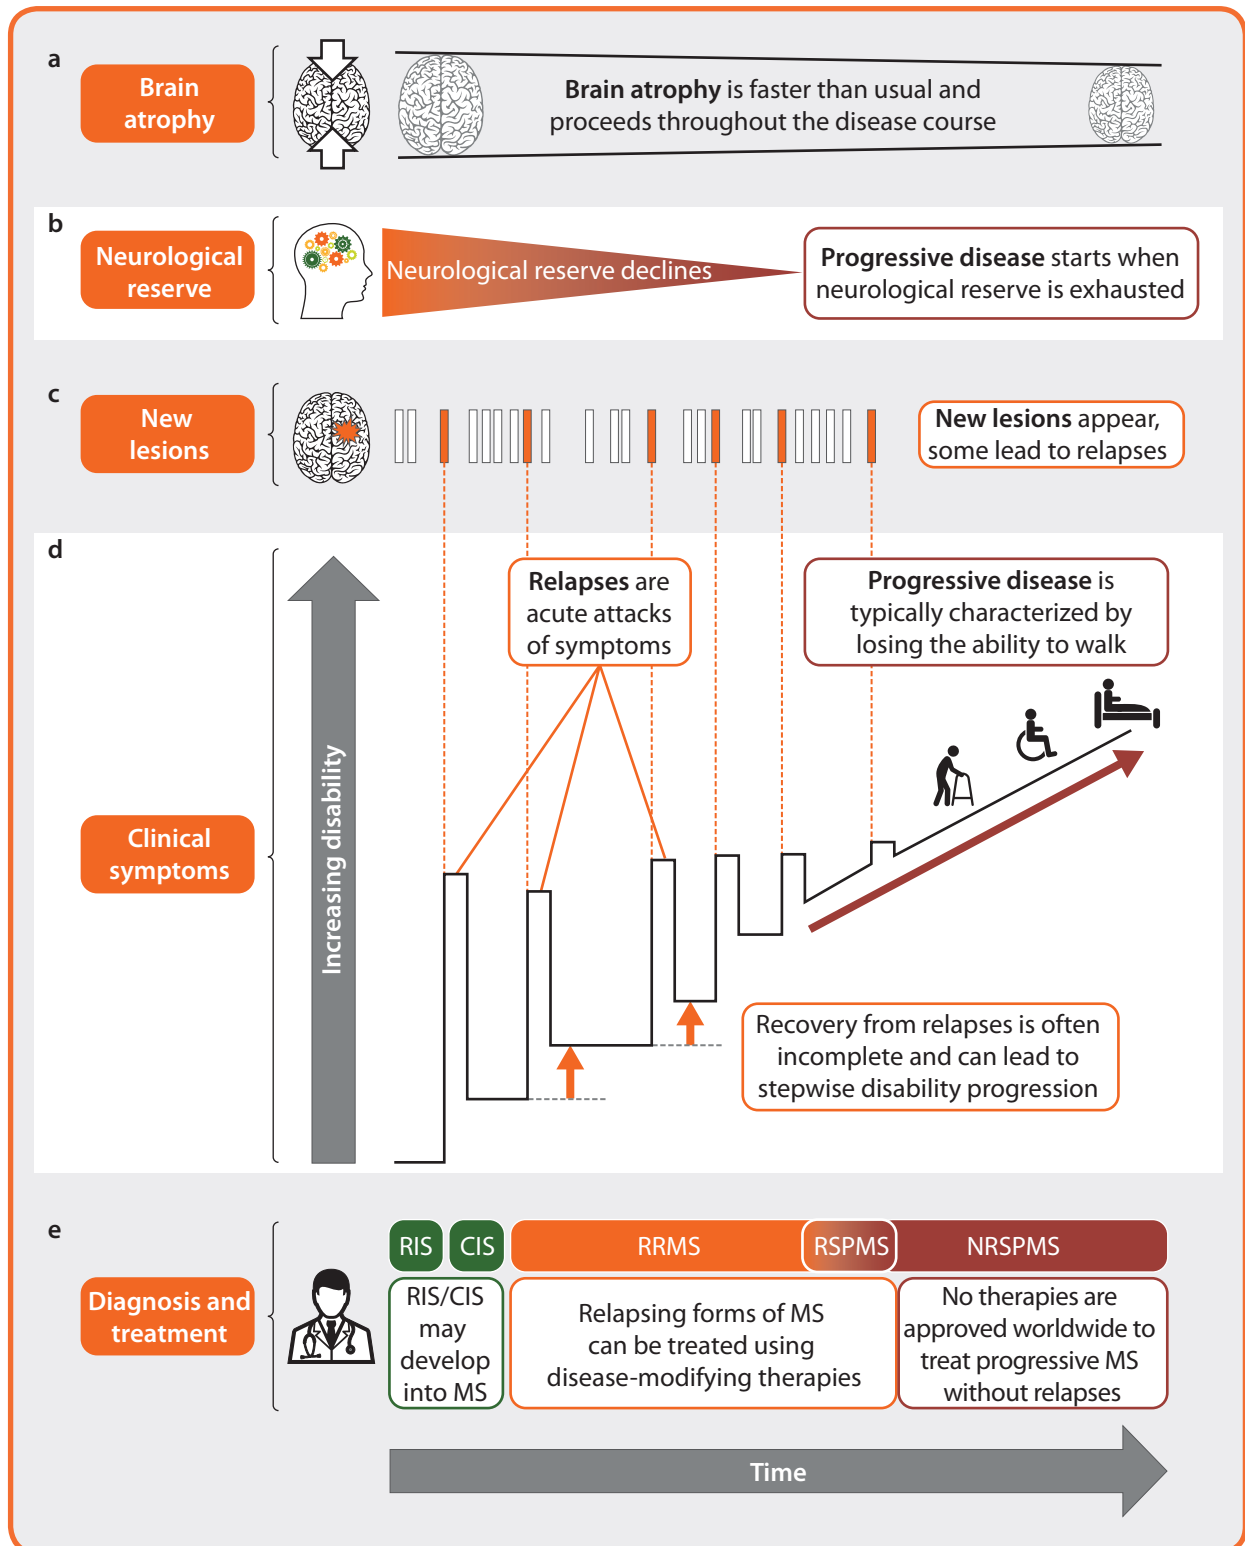 a
Brain
atrophy
Brain atrophy is faster than usual and
proceeds throughout the disease course
b
Neurological
reserve
Neurological reserve declines
Progressive disease starts when
neurological reserve is exhausted
c
New
lesions
New lesions appear,
some lead to relapses
d
Clinical
symptoms
Increasing disability
Relapses are
acute attacks
of symptoms
Progressive disease is
typically characterized by
losing the ability to walk
Recovery from relapses is often
incomplete and can lead to
stepwise disability progression
e
Diagnosis and
treatment
RIS
CIS
RRMS
RSPMS
NRSPMS
RIS/CIS
may
develop
into MS
Relapsing forms of MS
can be treated using
disease-modifying therapies
No therapies are
approved worldwide to
treat progressive MS
without relapses
Time